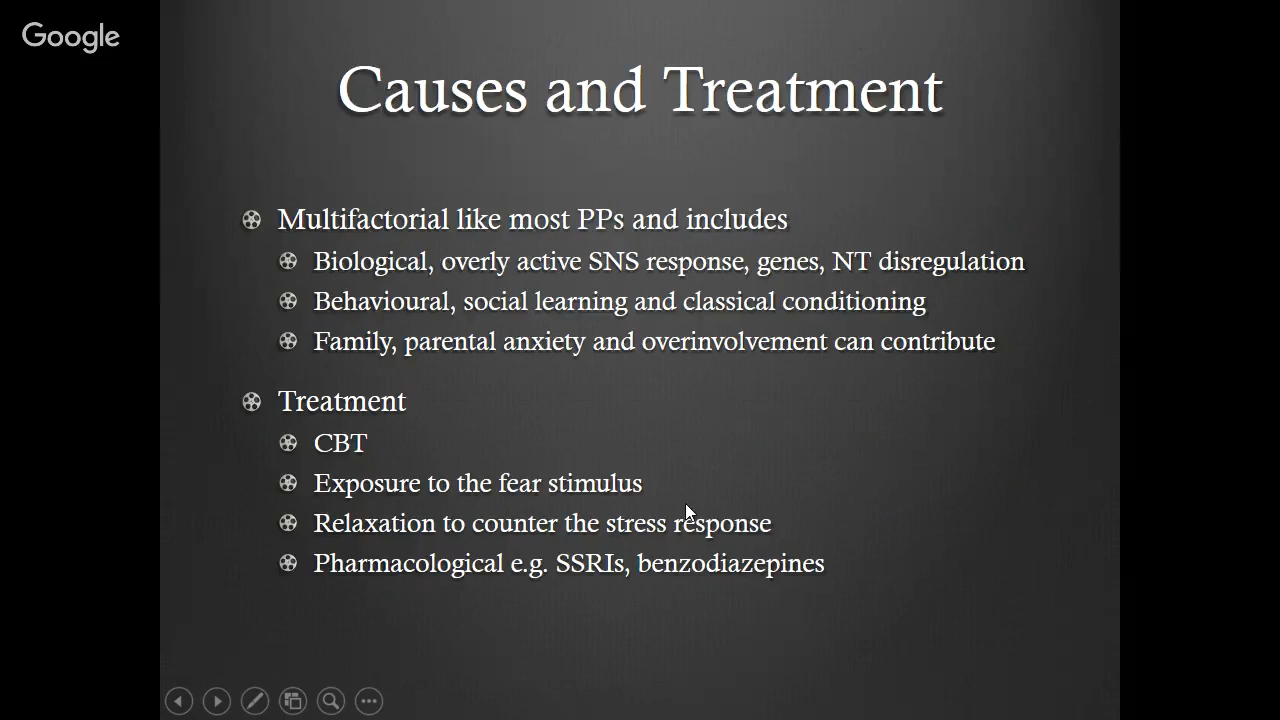 Google
Causes and Treatment
Multifactorial like most PPs and includes
Biological, overly active SNS response, genes, NT disregulation
Behavioural, social learning and classical conditioning
Family, parental anxiety and overinvolvement can contribute
Treatment
CBT
Exposure to the fear stimulus
Relaxation to counter the stress response
Pharmacological e.g. SSRIs, benzodiazepines